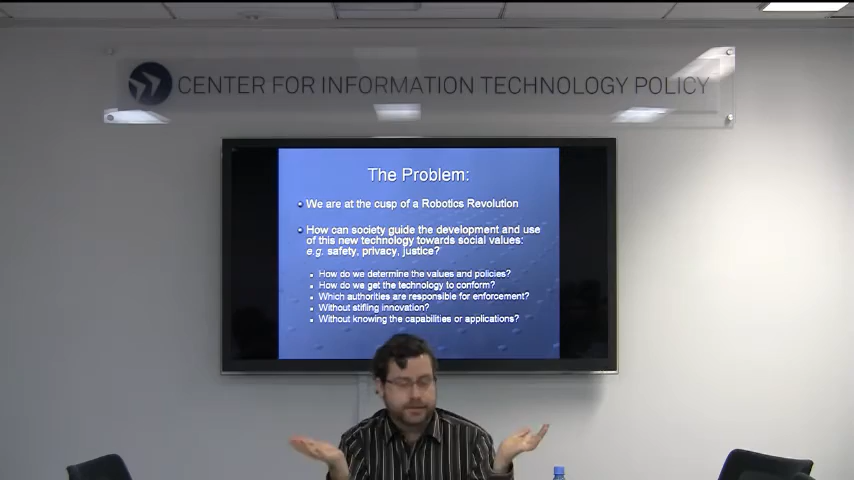 CENTER FOR INFORMATION TECHNOLOGY POLICY
The Problem:
We are at the cusp of a Robotics Revolution
How can society guide the development and use
of this new technology towards social values:
e.g. safety, privacy, justice?
How do we determine the values and policies?
How do we get the technology to conform?
Which authorities are responsible for enforcement?
Without stifling innovation?
Without knowing the capabilities or applications?